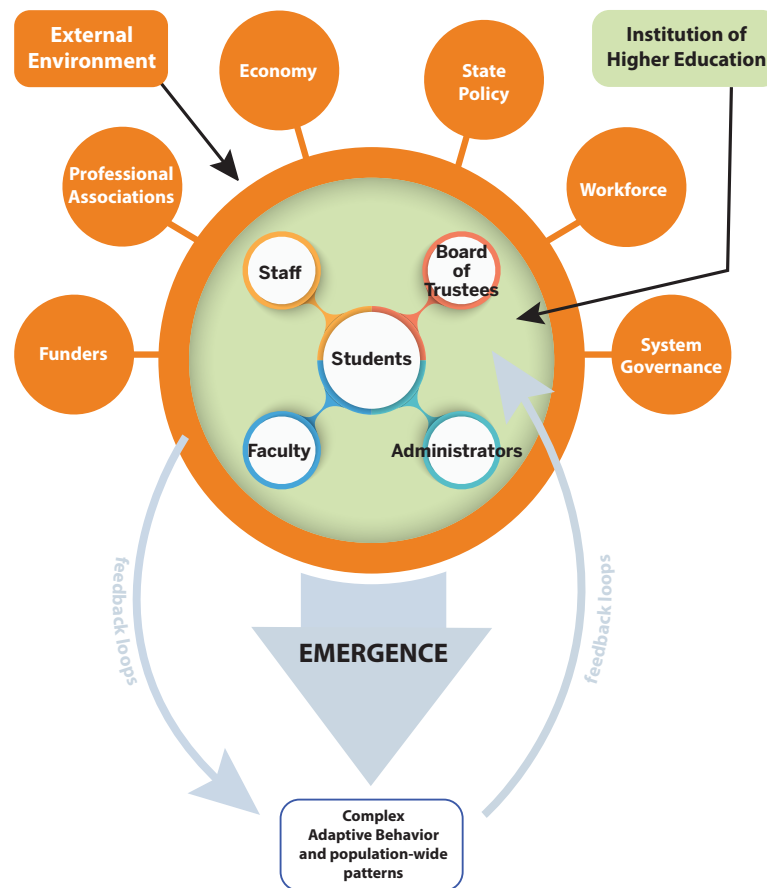 External
Environment
Economy
State
Policy
Institution of
Higher Education
Professional
Associations
Workforce
Staff
Board
of
Trustees
Funders
Students
System
Governance
Faculty
Administrators
feedback loops
feedback loops
EMERGENCE
Complex
Adaptive Behavior
and population-wide
patterns